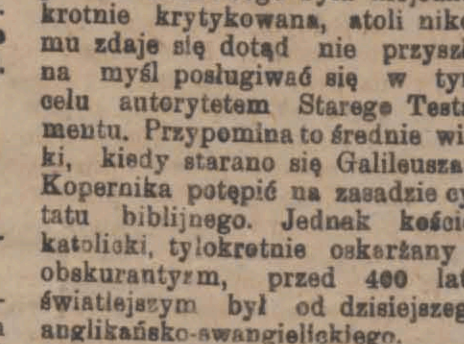 krotnie krytykowana, atoli niko
mu zdaje się dotąd nie przysz
na myśl posługiwać się w ty
celu autorytetem Starego Testa
mentu. Przypomina to średnie wi
ki, kiedy starano się Galileusza
Kopernika potępić na zasadzie cy
tatu biblijnego. Jednak kości
katolicki, tylokrotnie oskarżany
obskurantyzm, przed 400 lat
światlejszym był od dzisiejszeg
anglikańsko-ewangielickiego.